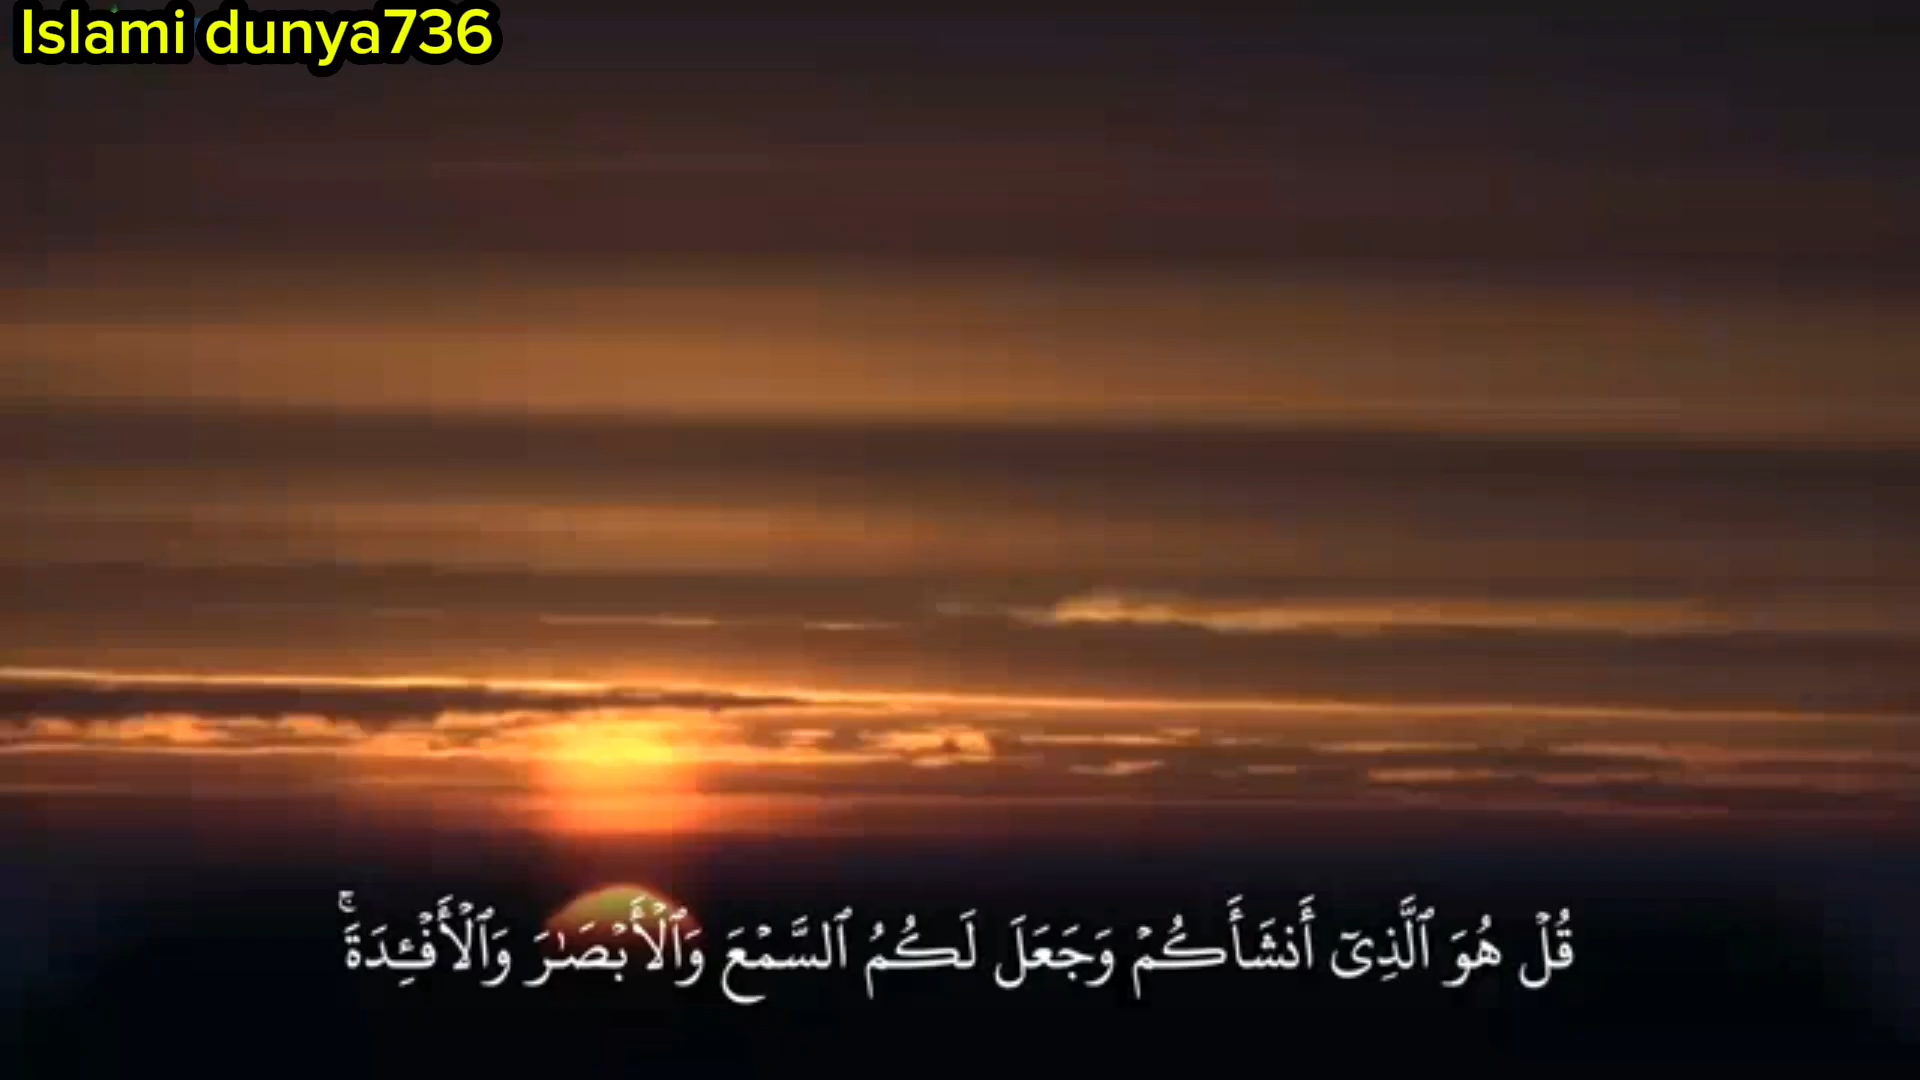 Islami dunya736
قُلْ هُوَ ٱلَّذِىٓ أَنشَأَكُمْ وَجَعَلَ لَكُمُ ٱلسَّمْعَ وَٱلْأَبْصَـٰرَ وَٱلْأَفْـِٔدَةَ ۚ